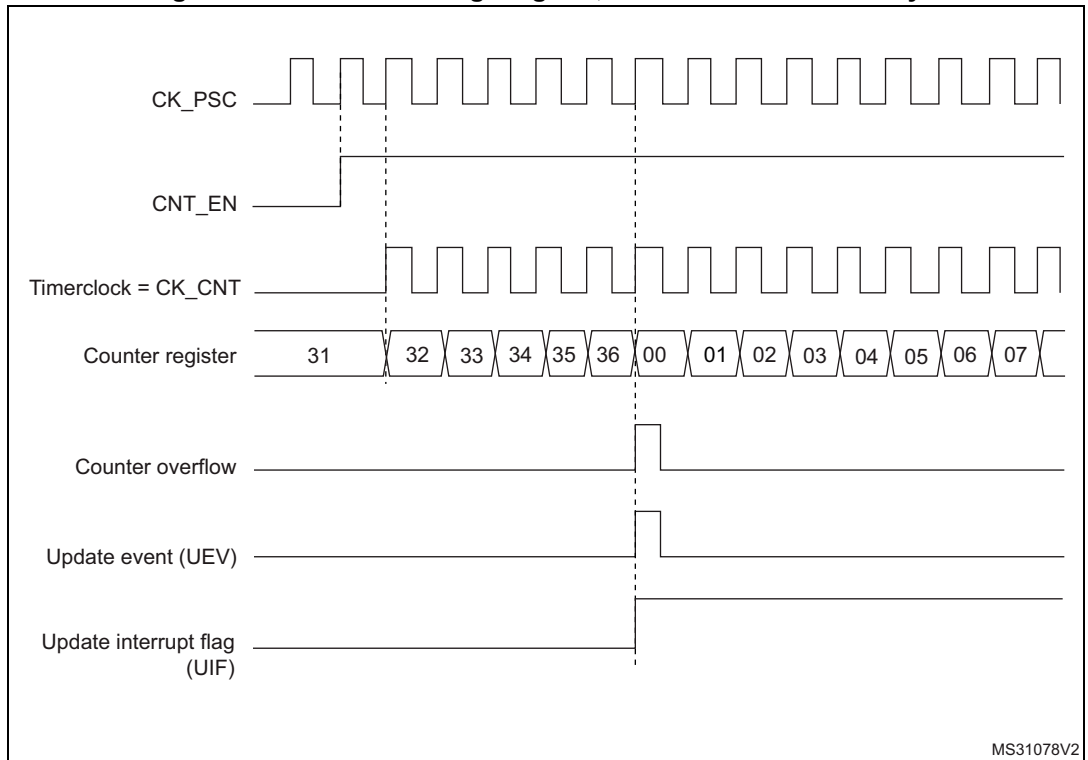 CK_PSC
CNT_EN
Timerclock = CK_CNT
Counter register
31 32 33 34 35 36 00 01 02 03 04 05 06 07
Counter overflow
Update event (UEV)
Update interrupt flag
(UIF)
MS31078V2